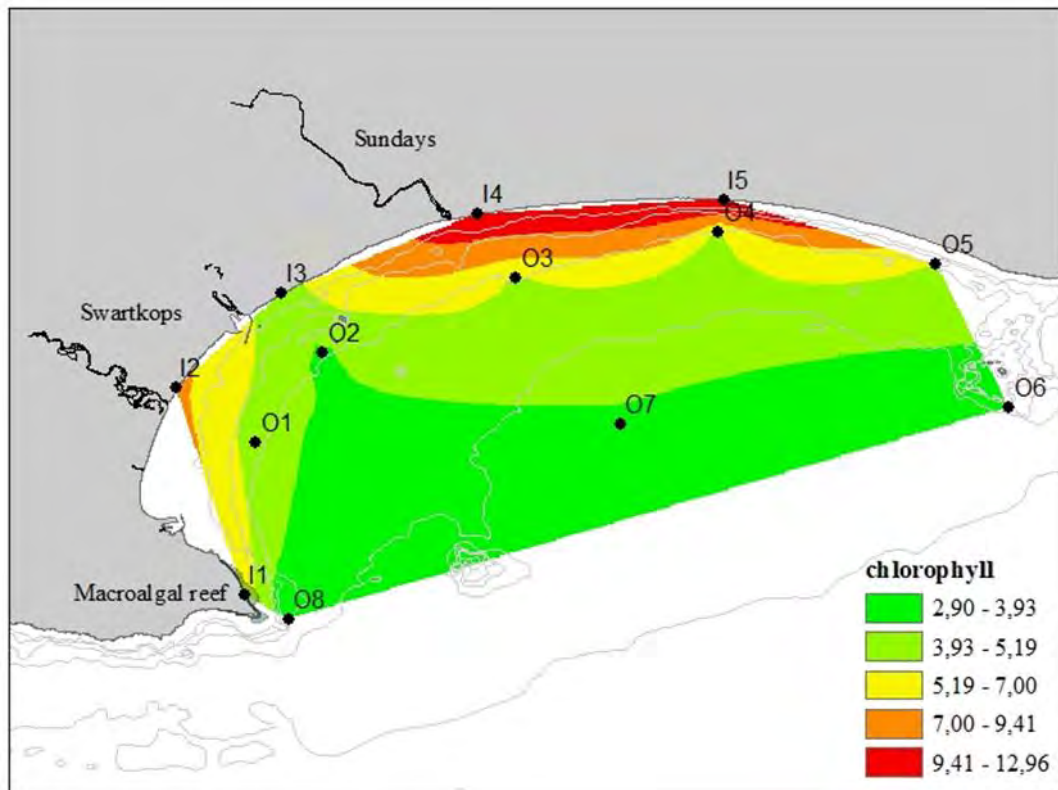 Sundays
I4
I5
O4
O5
O3
I3
Swartkops
O2
I2
O6
O7
O1
I1
Macroalgal reef
O8
chlorophyll
2,90 - 3,93
3,93 - 5,19
5,19 - 7,00
7,00 - 9,41
9,41 - 12,96